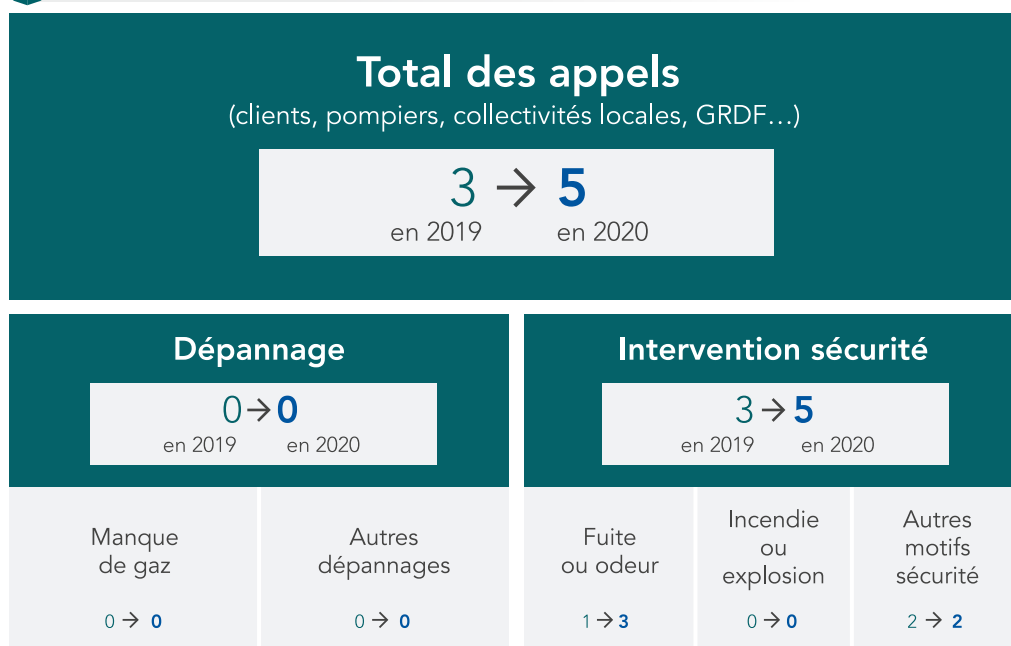 Total des appels
(clients, pompiers, collectivités locales, GRDF...)
3 → 5
en 2019 en 2020
Dépannage
0 → 0
en 2019 en 2020
Manque
de gaz
0 → 0
Autres
dépannages
0 → 0
Intervention sécurité
3 → 5
en 2019 en 2020
Fuite
ou odeur
1 → 3
Incendie
ou
explosion
0 → 0
Autres
motifs
sécurité
2 → 2